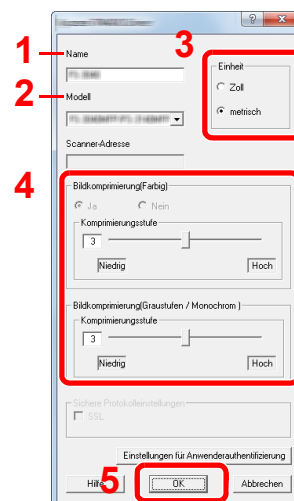 1
Name
2
Modell
Scanner-Adresse
3
Einheit
Zoll
metrisch
4
Bildkomprimierung(Farbig)
Ja
Nein
Komprimierungsstufe
3
Niedrig
Hoch
Bildkomprimierung(Graustufen / Monochrom )
Komprimierungsstufe
3
Niedrig
Hoch
Sichere Protokolleinstellungen
SSL
Einstellungen für Anwenderauthentifizierung
5
Hilfe
OK
Abbrechen